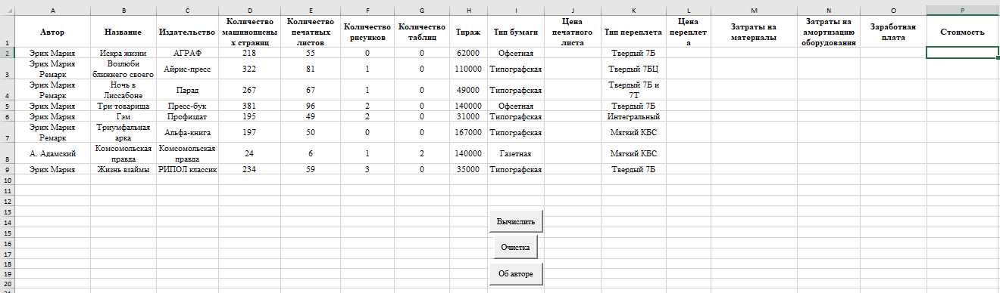 A B C D E F G H I J K L M N O P
1 Автор Название Издательство Количество машинописны х страниц Количество печатных листов Количество рисунков Количество таблиц Тираж Тип бумаги Цена печатного листа Тип переплета Цена переплет а Затраты на материалы Затраты на амортизацию оборудования Заработная плата Стоимость
2 Эрих Мария Искра жизни АГРАФ 218 55 0 0 62000 Офсетная Твердый 7Б
3 Эрих Мария Ремарк Возлюби ближнего своего Айрис-пресс 322 81 1 0 110000 Типографская Твердый 7БЦ
4 Эрих Мария Ремарк Ночь в Лиссабоне Парад 267 67 1 0 49000 Типографская Твердый 7Б и 7Т
5 Эрих Мария Три товарища Пресс-бук 381 96 2 0 140000 Офсетная Твердый 7Б
6 Эрих Мария Гэм Профиздат 195 49 2 0 31000 Типографская Интегральный
7 Эрих Мария Ремарк Триумфальная арка Альфа-книга 197 50 0 0 167000 Типографская Мягкий КБС
8 А. Адамский Комсомольская правда Комсомольская правда 24 6 1 2 140000 Газетная Мягкий КБС
9 Эрих Мария Жизнь взаймы РИПОЛ классик 234 59 3 0 35000 Типографская Твердый 7Б
10
11
12
13
14 Вычислить
15
16 Очистка
17
18
19 Об авторе
20